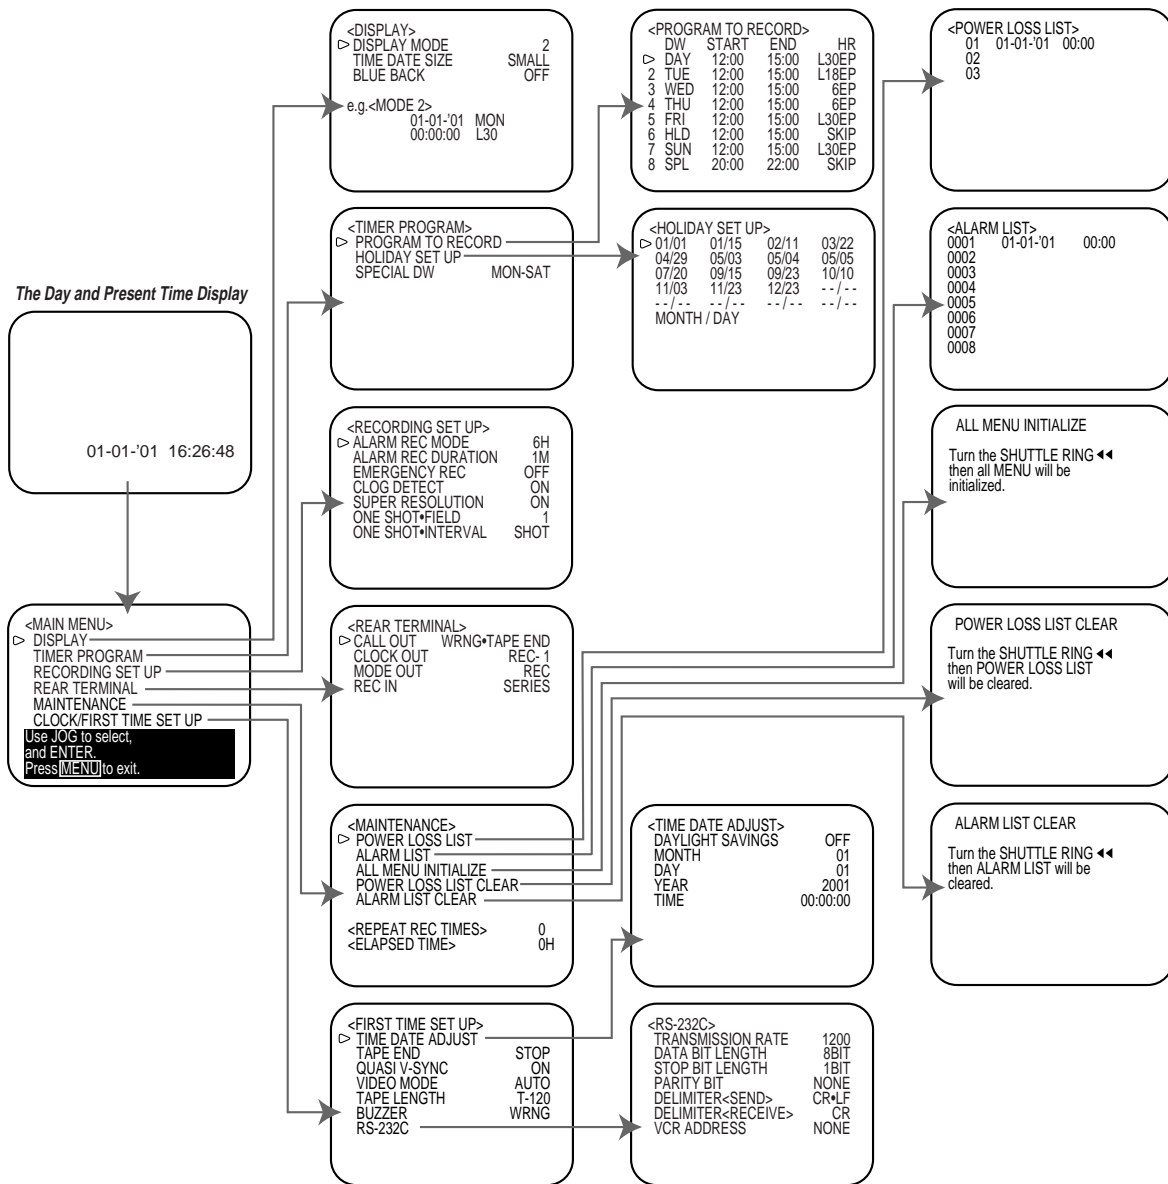 <DISPLAY>
▷ DISPLAY MODE 2
TIME DATE SIZE SMALL
BLUE BACK OFF
e.g.<MODE 2>
01-01-'01 MON
00:00:00 L30
<PROGRAM TO RECORD>
DW START END HR
▷ DAY 12:00 15:00 L30EP
2 TUE 12:00 15:00 L18EP
3 WED 12:00 15:00 6EP
4 THU 12:00 15:00 6EP
5 FRI 12:00 15:00 L30EP
6 HLD 12:00 15:00 SKIP
7 SUN 12:00 15:00 L30EP
8 SPL 20:00 22:00 SKIP
<POWER LOSS LIST>
01 01-01-'01 00:00
02
03
<TIMER PROGRAM>
▷ PROGRAM TO RECORD
HOLIDAY SET UP
SPECIAL DW MON-SAT
<HOLIDAY SET UP>
▷ 01/01 01/15 02/11 03/22
04/29 05/03 05/04 05/05
07/20 09/15 09/23 10/10
11/03 11/23 12/23 - - / - -
- - / - - - - / - - - - / - - - - / - -
MONTH / DAY
<ALARM LIST>
0001 01-01-'01 00:00
0002
0003
0004
0005
0006
0007
0008
The Day and Present Time Display
01-01-'01 16:26:48
<RECORDING SET UP>
▷ ALARM REC MODE 6H
ALARM REC DURATION 1M
EMERGENCY REC OFF
CLOG DETECT ON
SUPER RESOLUTION ON
ONE SHOT•FIELD 1
ONE SHOT•INTERVAL SHOT
ALL MENU INITIALIZE
Turn the SHUTTLE RING ◀◀
then all MENU will be
initialized.
<MAIN MENU>
▷ DISPLAY
TIMER PROGRAM
RECORDING SET UP
REAR TERMINAL
MAINTENANCE
CLOCK/FIRST TIME SET UP
Use JOG to select,
and ENTER.
Press MENU to exit.
<REAR TERMINAL>
▷ CALL OUT WRNG•TAPE END
CLOCK OUT REC- 1
MODE OUT REC
REC IN SERIES
POWER LOSS LIST CLEAR
Turn the SHUTTLE RING ◀◀
then POWER LOSS LIST
will be cleared.
<MAINTENANCE>
▷ POWER LOSS LIST
ALARM LIST
ALL MENU INITIALIZE
POWER LOSS LIST CLEAR
ALARM LIST CLEAR
<REPEAT REC TIMES> 0
<ELAPSED TIME> 0H
<TIME DATE ADJUST>
DAYLIGHT SAVINGS OFF
MONTH 01
DAY 01
YEAR 2001
TIME 00:00:00
ALARM LIST CLEAR
Turn the SHUTTLE RING ◀◀
then ALARM LIST will be
cleared.
<FIRST TIME SET UP>
▷ TIME DATE ADJUST
TAPE END STOP
QUASI V-SYNC ON
VIDEO MODE AUTO
TAPE LENGTH T-120
BUZZER WRNG
RS-232C
<RS-232C>
TRANSMISSION RATE 1200
DATA BIT LENGTH 8BIT
STOP BIT LENGTH 1BIT
PARITY BIT NONE
DELIMITER<SEND> CR•LF
DELIMITER<RECEIVE> CR
VCR ADDRESS NONE